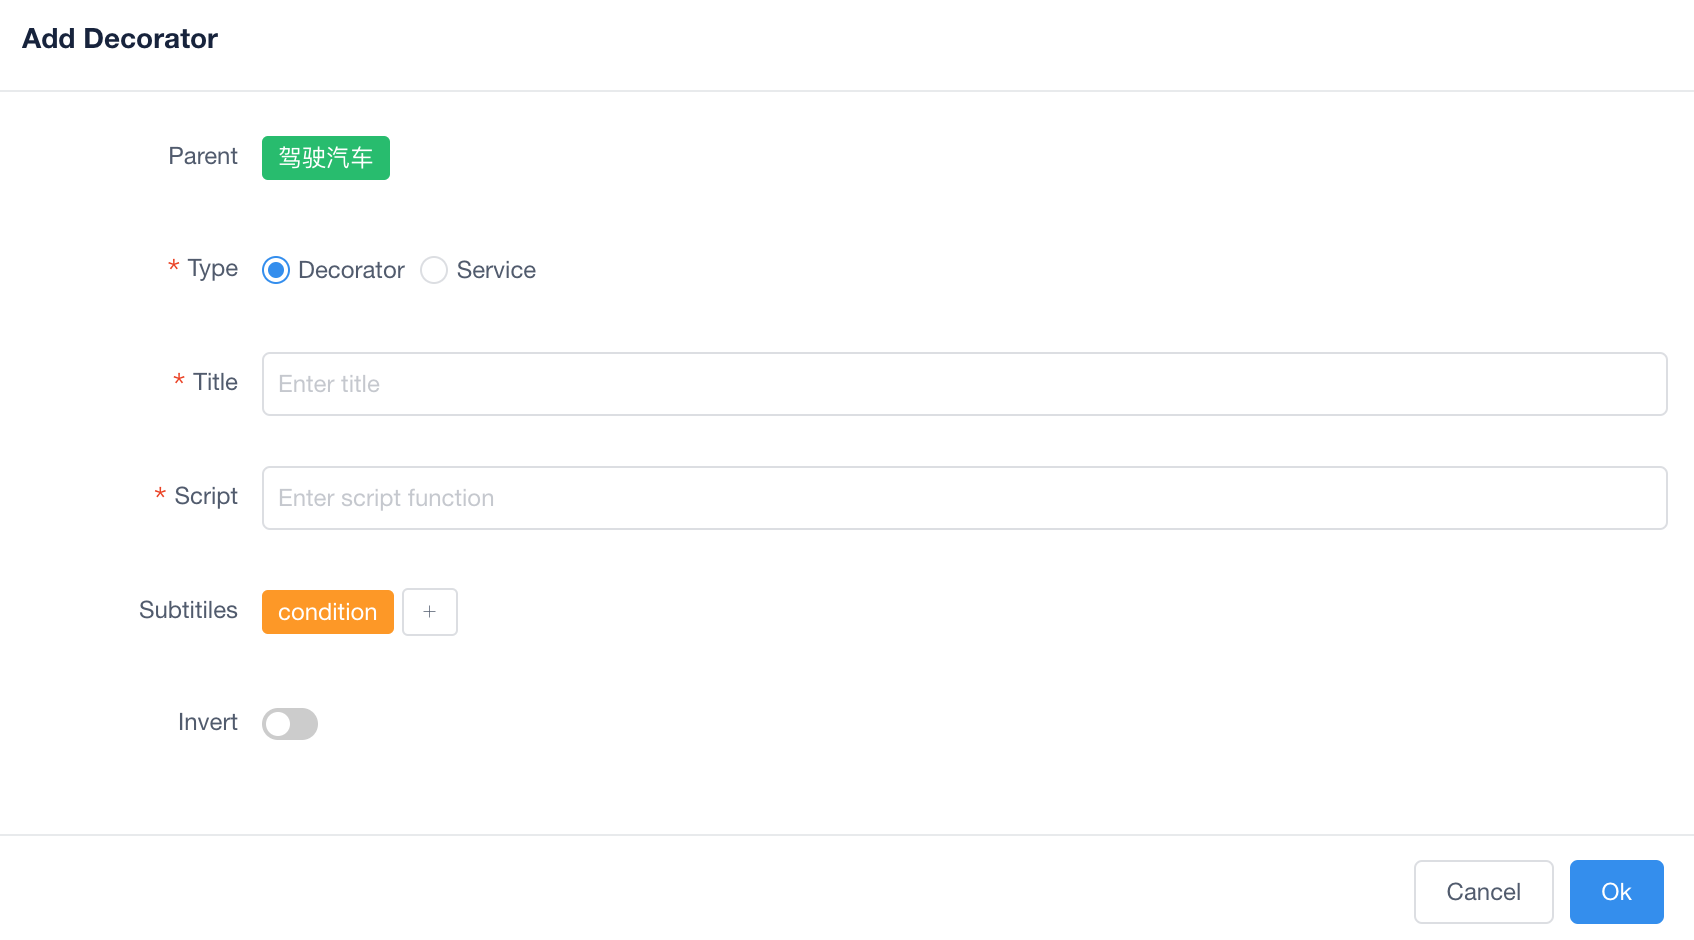 Add Decorator
Parent 驾驶汽车
* Type Decorator Service
* Title Enter title
* Script Enter script function
Subtitiles condition +
Invert
Cancel Ok